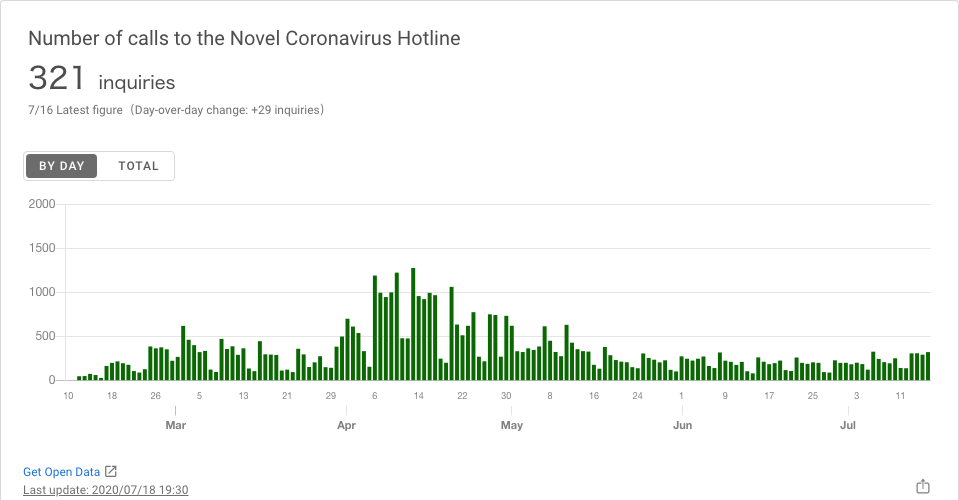 Number of calls to the Novel Coronavirus Hotline
321 inquiries
7/16 Latest figure（Day-over-day change: +29 inquiries）
BY DAY TOTAL
2000
1500
1000
500
0
10 18 26 5 13 21 29 6 14 22 30 8 16 24 1 9 17 25 3 11
Mar Apr May Jun Jul
Get Open Data
Last update: 2020/07/18 19:30